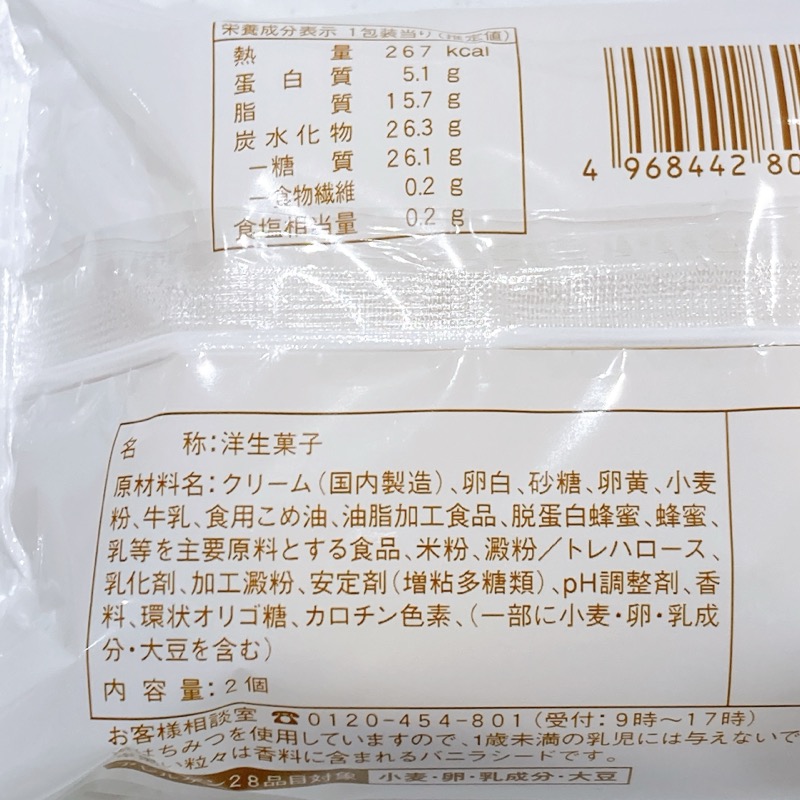 栄養成分表示 1包装当り(推定値)
熱量 267 kcal
蛋白質 5.1 g
脂質 15.7 g
炭水化物 26.3 g
－糖質 26.1 g
－食物繊維 0.2 g
食塩相当量 0.2 g
4 968442 80
名称:洋生菓子
原材料名:クリーム(国内製造)、卵白、砂糖、卵黄、小麦
粉、牛乳、食用こめ油、油脂加工食品、脱蛋白蜂蜜、蜂蜜、
乳等を主要原料とする食品、米粉、澱粉／トレハロース、
乳化剤、加工澱粉、安定剤(増粘多糖類)、pH調整剤、香
料、環状オリゴ糖、カロチン色素、(一部に小麦・卵・乳成
分・大豆を含む)
内容量:2個
お客様相談室 ☎0120-454-801(受付:9時～17時)
はちみつを使用していますので、1歳未満の乳児には与えないで
い粒々は香料に含まれるバニラシードです。
28品目対象 小麦・卵・乳成分・大豆